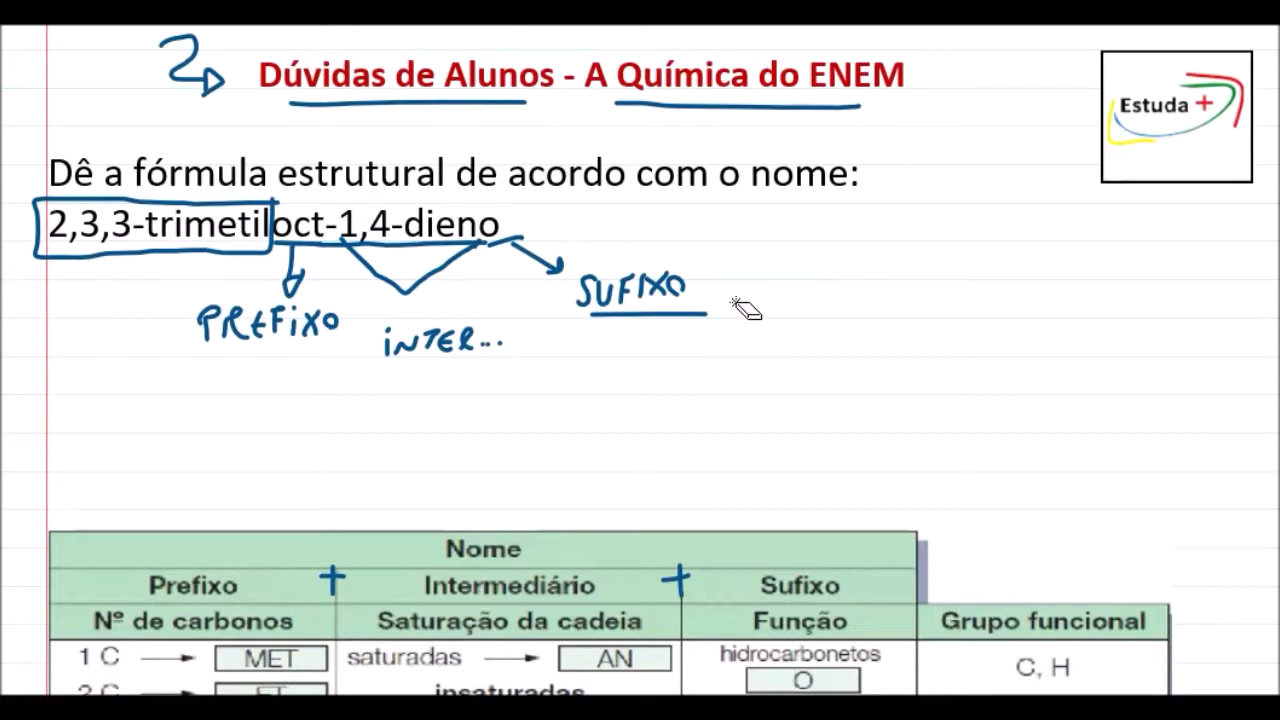 Dúvidas de Alunos - A Química do ENEM
Estuda +
Dê a fórmula estrutural de acordo com o nome:
2,3,3-trimetiloct-1,4-dieno
PREFIXO
iNTER...
SUFIXO
Nome
Prefixo + Intermediário + Sufixo
Nº de carbonos Saturação da cadeia Função Grupo funcional
1 C MET saturadas AN hidrocarbonetos C, H
O
2 C ET insaturadas